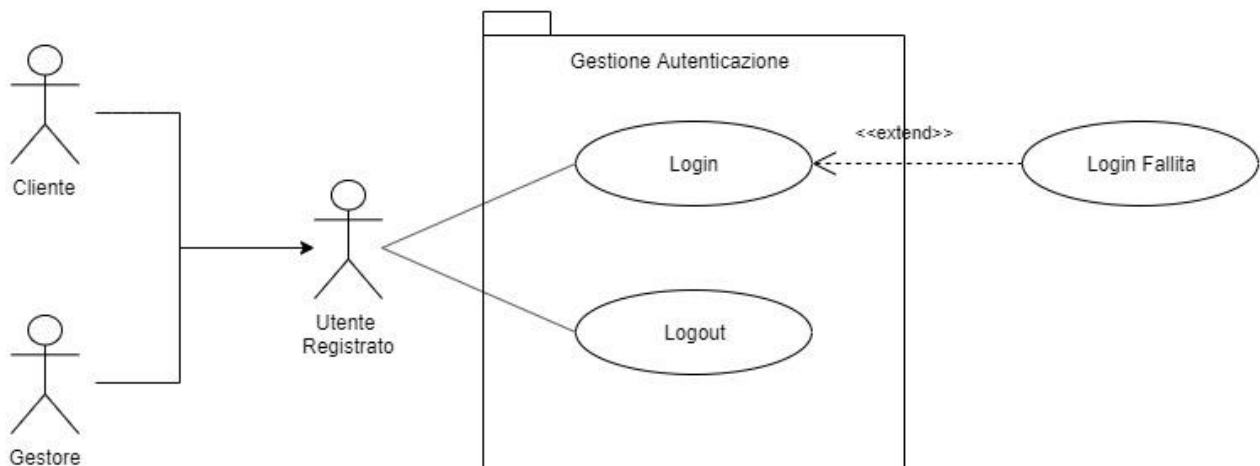 Gestione Autenticazione
<<extend>>
Login
Login Fallita
Cliente
Utente
Registrato
Logout
Gestore